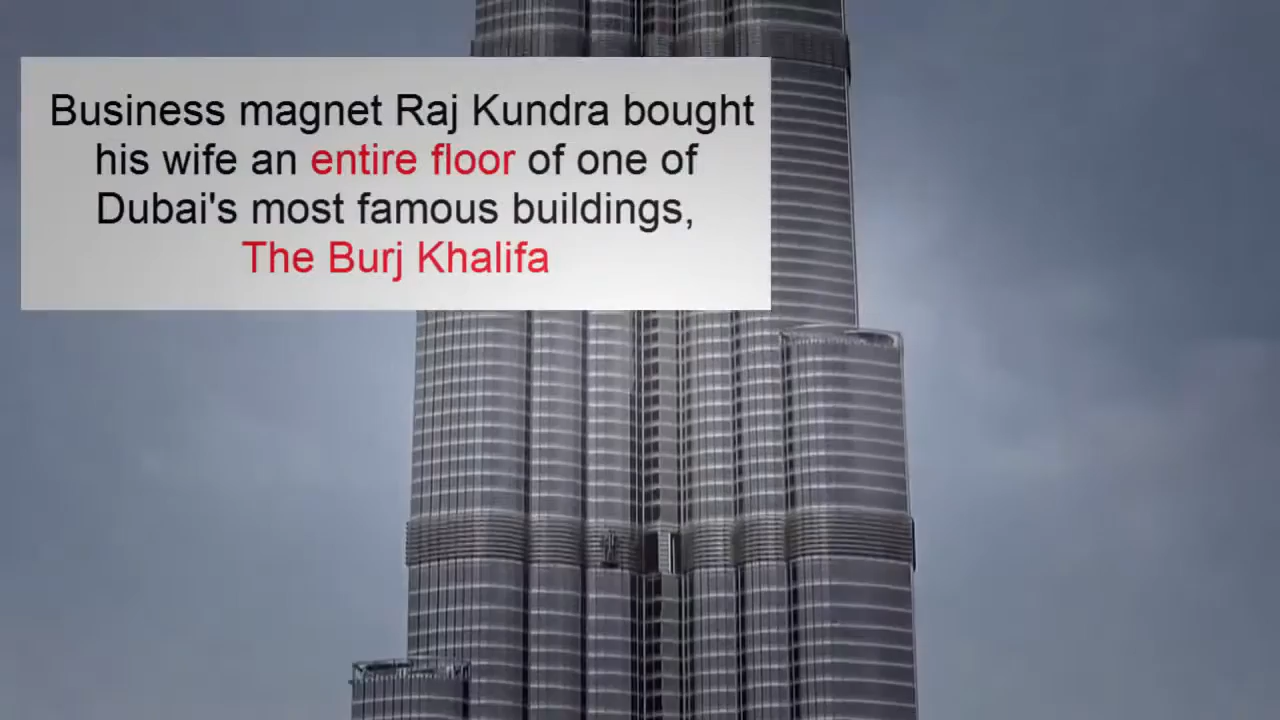 Business magnet Raj Kundra bought
his wife an entire floor of one of
Dubai's most famous buildings,
The Burj Khalifa